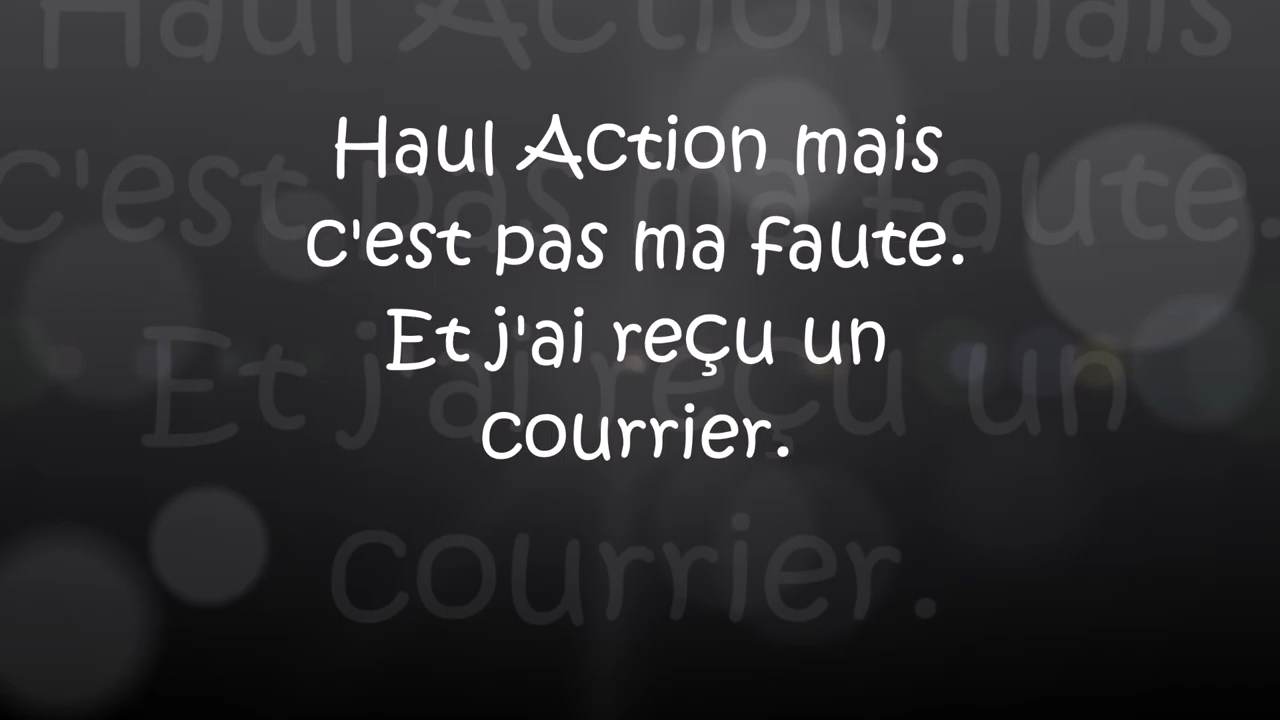 Haul Action mais
c'est pas ma faute.
Et j'ai reçu un
courrier.